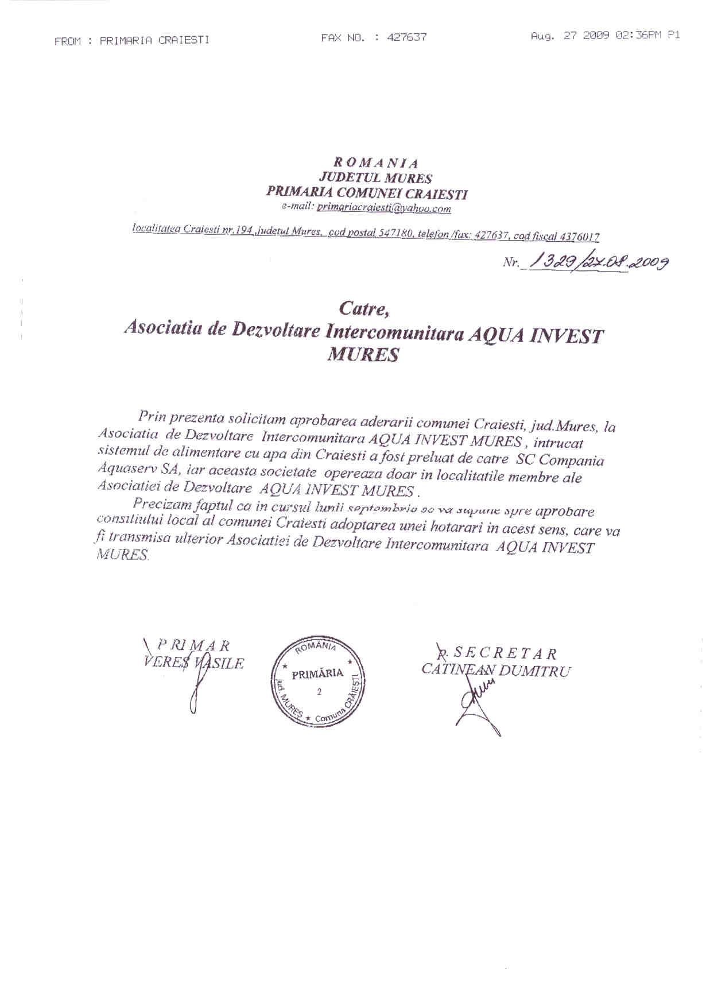 FROM : PRIMARIA CRAIESTI FAX NO. : 427637 Aug. 27 2009 02:36PM P1
ROMANIA
JUDETUL MURES
PRIMARIA COMUNEI CRAIESTI
e-mail: primariacraiesti@yahoo.com
localitatea Craiesti nr.194 ,judeţul Mures, cod postal 547180, telefon /fax: 427637, cod fiscal 4376017
Nr. 1329/27.08.2009
Catre,
Asociatia de Dezvoltare Intercomunitara AQUA INVEST
MURES
Prin prezenta solicitam aprobarea aderarii comunei Craiesti, jud.Mures, la
Asociatia de Dezvoltare Intercomunitara AQUA INVEST MURES , intrucat
sistemul de alimentare cu apa din Craiesti a fost preluat de catre SC Compania
Aquaserv SA, iar aceasta societate opereaza doar in localitatile membre ale
Asociatiei de Dezvoltare AQUA INVEST MURES .
Precizam faptul ca in cursul lunii septembrie se va supune spre aprobare
consiliului local al comunei Craiesti adoptarea unei hotarari in acest sens, care va
fi transmisa ulterior Asociatiei de Dezvoltare Intercomunitara AQUA INVEST
MURES.
PRIMAR
VEREŞ VASILE
ROMÂNIA
PRIMĂRIA
2
jud. MUREŞ * Comuna CRĂIEŞTI
p. SECRETAR
CATINEAN DUMITRU